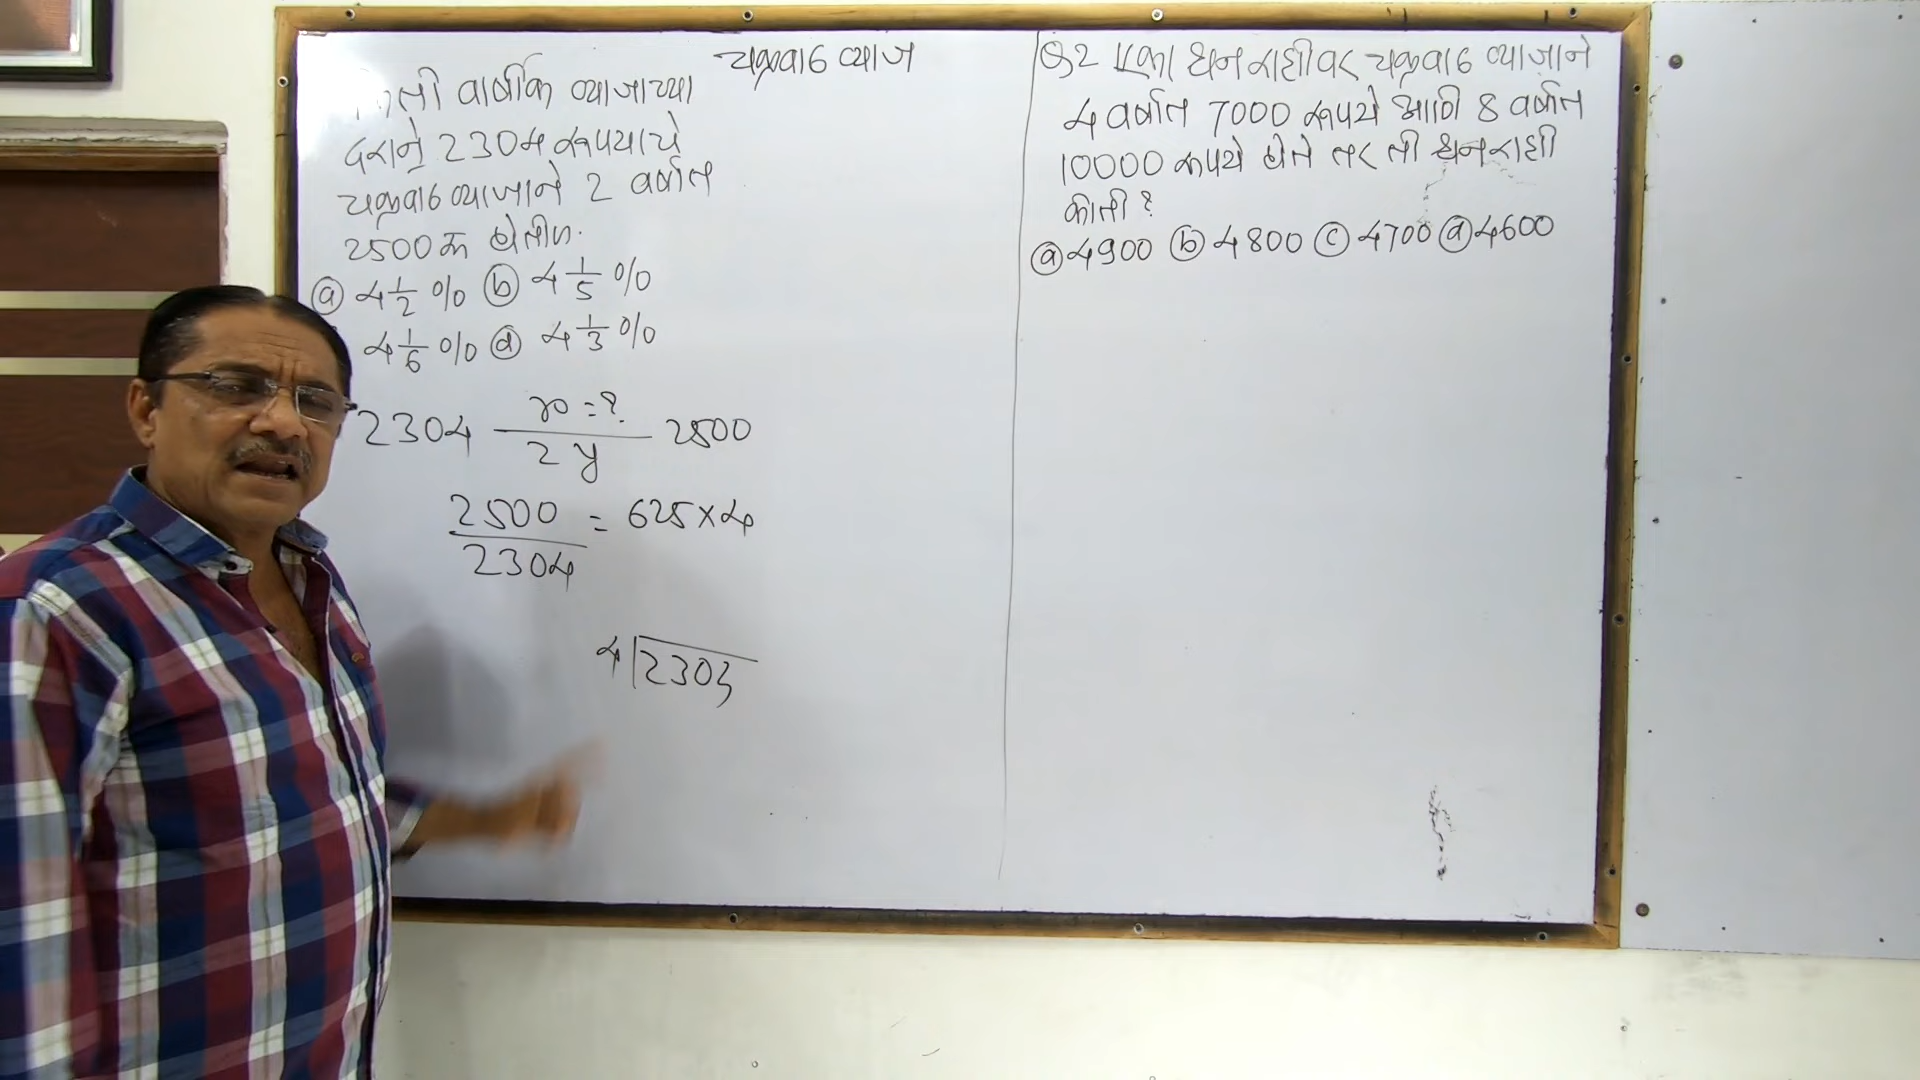 चक्रवाढ व्याज
किती वार्षीक व्याजाच्या
दराने 2304 रूपयाचे
चक्रवाढ व्याजाने 2 वर्षात
2500 रू होतील.
ⓐ 4 1/2 % ⓑ 4 1/5 %
4 1/6 % ⓓ 4 1/3 %
2304 r=? / 2y 2500
2500/2304 = 625×4
4 2303
Q2 एका धनराशीवर चक्रवाढ व्याजाने
4 वर्षात 7000 रूपये आणि 8 वर्षात
10000 रूपये होते तर ती धनराशी
कोती ?
ⓐ 4900 ⓑ 4800 ⓒ 4700 ⓓ 4600